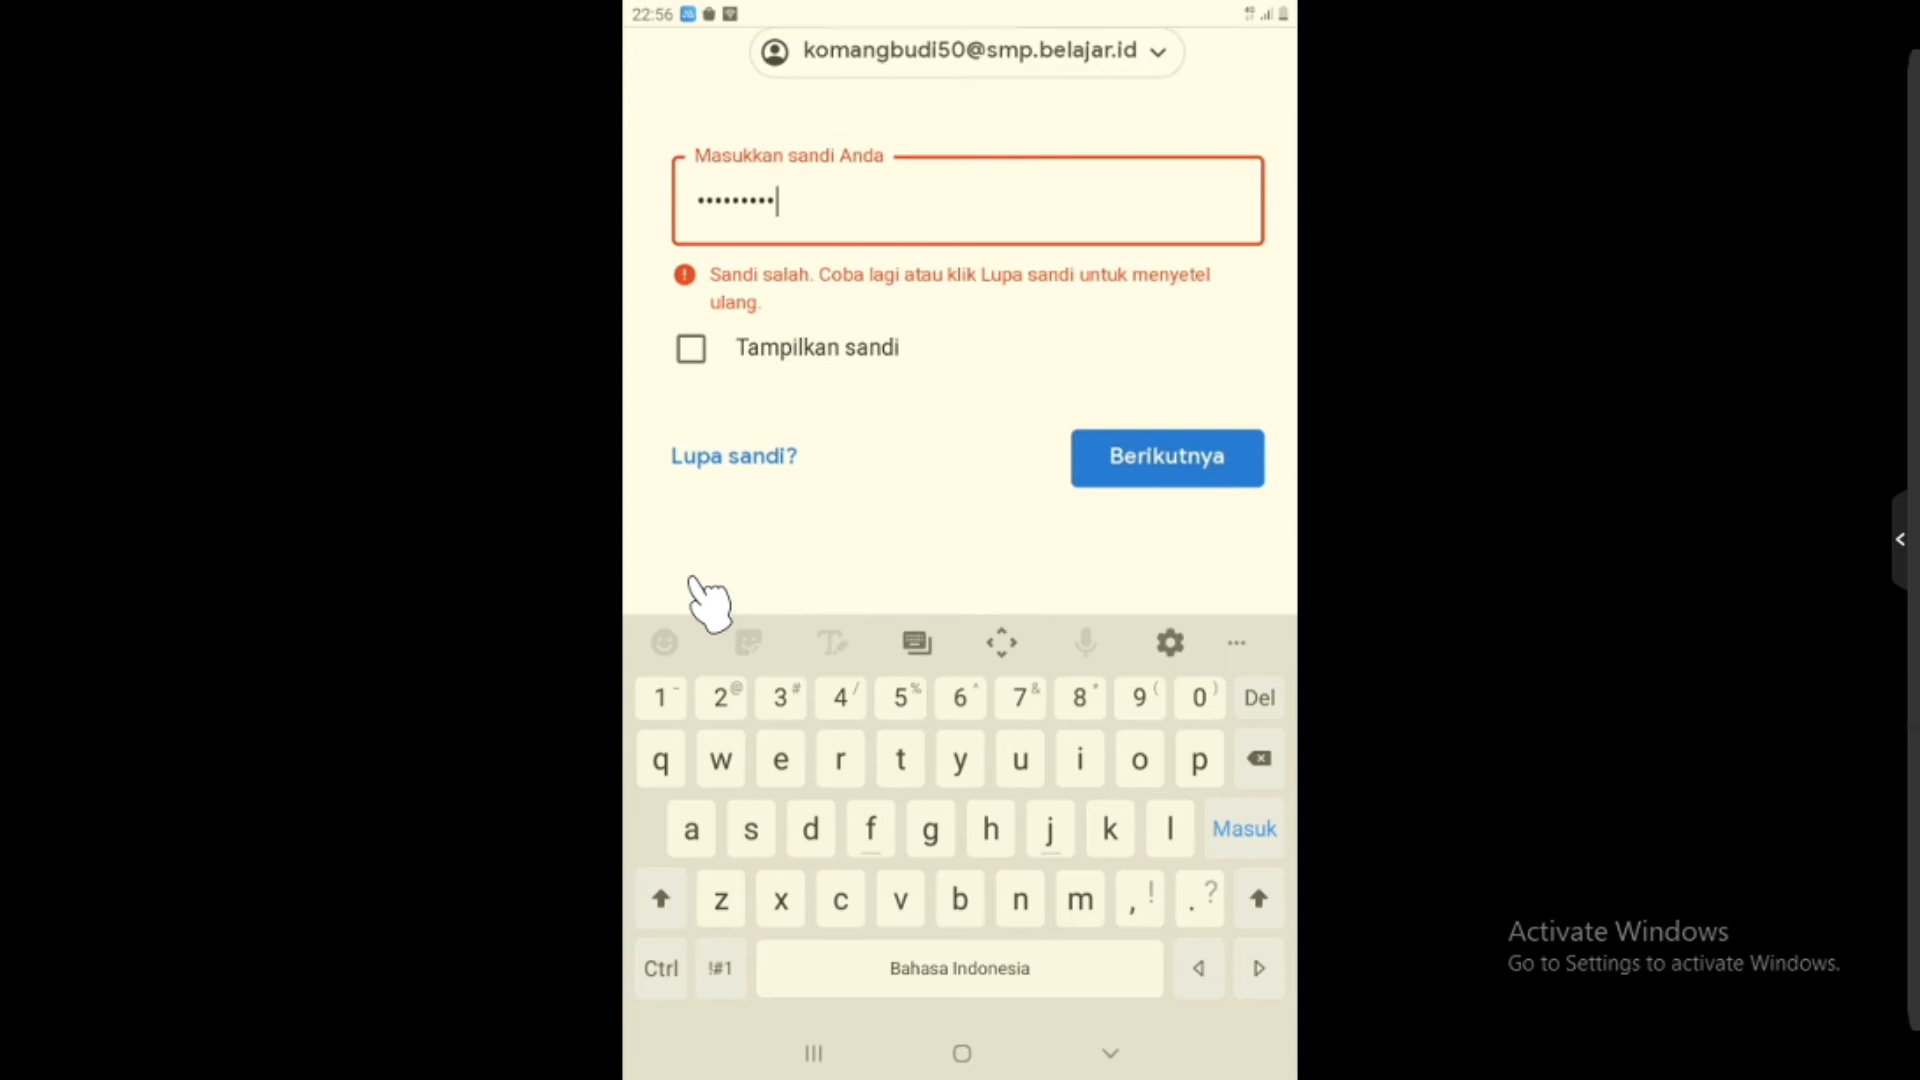 22:56
komangbudi50@smp.belajar.id
Masukkan sandi Anda
•••••••••
Sandi salah. Coba lagi atau klik Lupa sandi untuk menyetel
ulang.
Tampilkan sandi
Lupa sandi? Berikutnya
1 - 2 @ 3 # 4 / 5 % 6 ^ 7 & 8 * 9 ( 0 ) Del
q w e r t y u i o p
a s d f g h j k l Masuk
z x c v b n m , ! . ?
Ctrl !#1 Bahasa Indonesia
Activate Windows
Go to Settings to activate Windows.